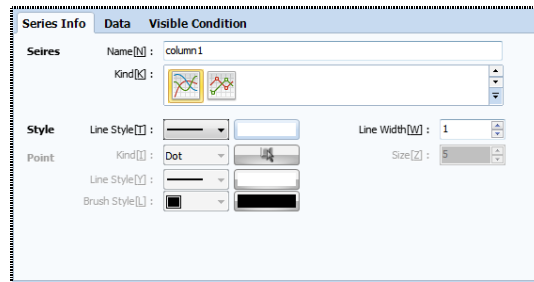 Series Info Data Visible Condition
Seires Name[N] : column1
Kind[K] :
Style Line Style[T] : Line Width[W] : 1
Point Kind[I] : Dot Size[Z] : 5
Line Style[Y] :
Brush Style[L] :